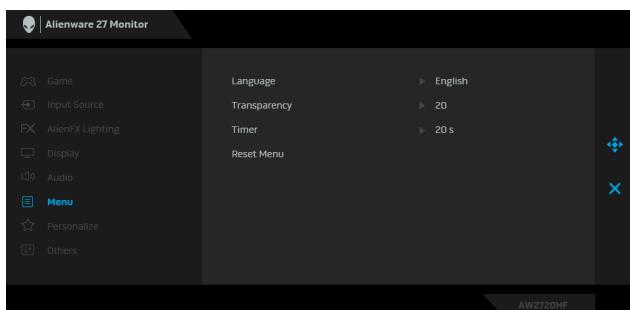 Alienware 27 Monitor
Game
Input Source
FX AlienFX Lighting
Display
Audio
Menu
Personalize
Others
Language English
Transparency 20
Timer 20 s
Reset Menu
AW2720HF